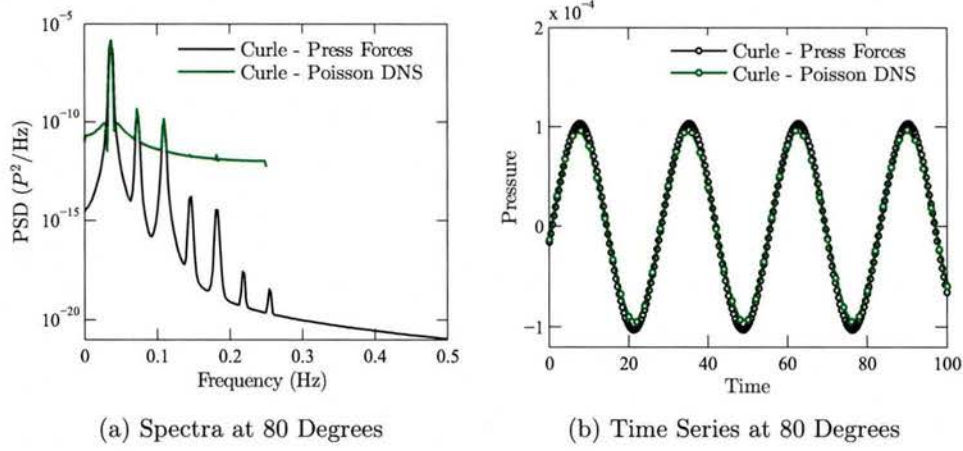 10⁻⁵
10⁻¹⁰
10⁻¹⁵
10⁻²⁰
PSD (P²/Hz)
Curle - Press Forces
Curle - Poisson DNS
0 0.1 0.2 0.3 0.4 0.5
Frequency (Hz)
(a) Spectra at 80 Degrees
2 x 10⁻⁴
1
0
−1
Pressure
Curle - Press Forces
Curle - Poisson DNS
0 20 40 60 80 100
Time
(b) Time Series at 80 Degrees